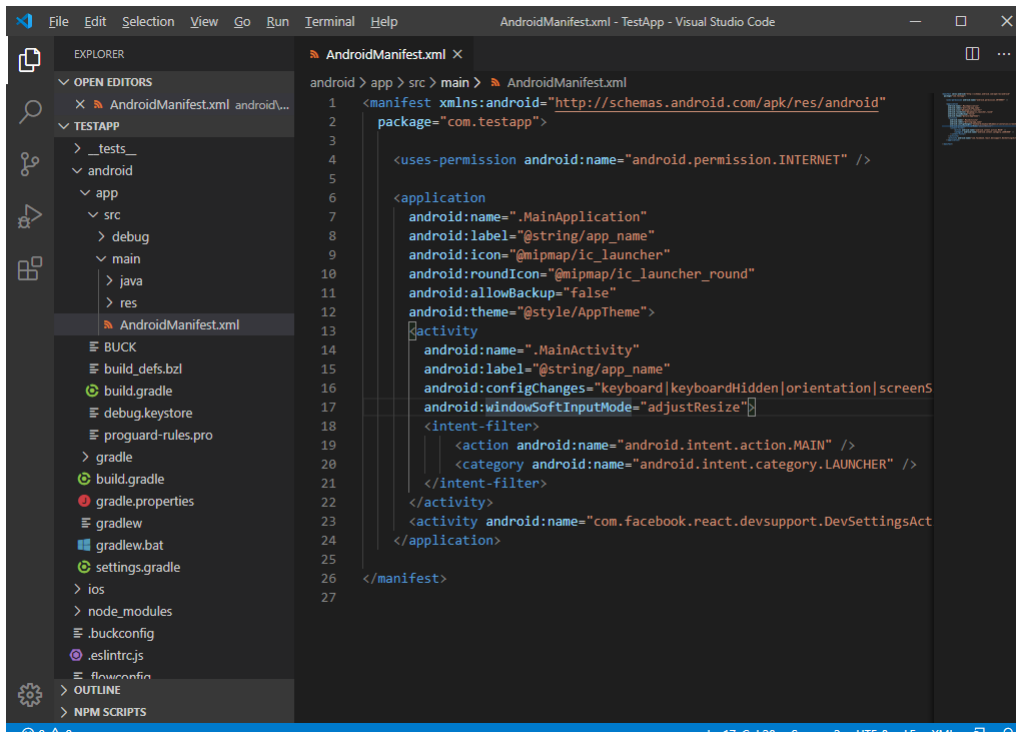 File Edit Selection View Go Run Terminal Help AndroidManifest.xml - TestApp - Visual Studio Code
EXPLORER
OPEN EDITORS
AndroidManifest.xml android\...
TESTAPP
__tests__
android
app
src
debug
main
java
res
AndroidManifest.xml
BUCK
build_defs.bzl
build.gradle
debug.keystore
proguard-rules.pro
gradle
build.gradle
gradle.properties
gradlew
gradlew.bat
settings.gradle
ios
node_modules
.buckconfig
.eslintrc.js
.flowconfig
OUTLINE
NPM SCRIPTS
AndroidManifest.xml
android > app > src > main > AndroidManifest.xml
1 <manifest xmlns:android="http://schemas.android.com/apk/res/android"
2 package="com.testapp">
3
4 <uses-permission android:name="android.permission.INTERNET" />
5
6 <application
7 android:name=".MainApplication"
8 android:label="@string/app_name"
9 android:icon="@mipmap/ic_launcher"
10 android:roundIcon="@mipmap/ic_launcher_round"
11 android:allowBackup="false"
12 android:theme="@style/AppTheme">
13 <activity
14 android:name=".MainActivity"
15 android:label="@string/app_name"
16 android:configChanges="keyboard|keyboardHidden|orientation|screenS
17 android:windowSoftInputMode="adjustResize">
18 <intent-filter>
19 <action android:name="android.intent.action.MAIN" />
20 <category android:name="android.intent.category.LAUNCHER" />
21 </intent-filter>
22 </activity>
23 <activity android:name="com.facebook.react.devsupport.DevSettingsAct
24 </application>
25
26 </manifest>
27